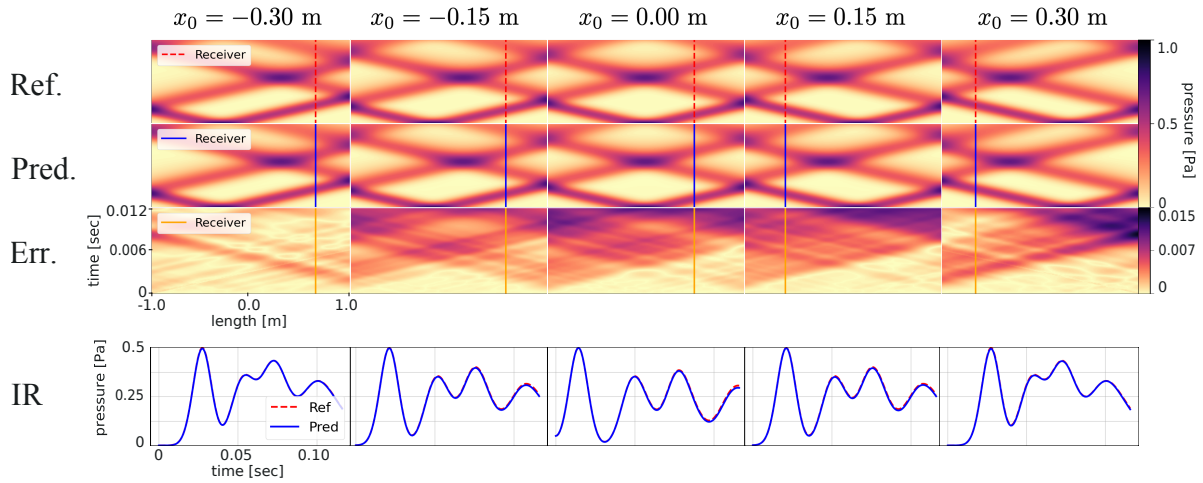 x₀ = −0.30 m x₀ = −0.15 m x₀ = 0.00 m x₀ = 0.15 m x₀ = 0.30 m
Ref.
Receiver
1.0
0.5
0
pressure [Pa]
Pred.
Receiver
Err.
Receiver
0.012
0.006
0
time [sec]
0.015
0.007
0
-1.0 0.0 1.0
length [m]
IR
0.5
0.25
0
pressure [Pa]
Ref
Pred
0 0.05 0.10
time [sec]